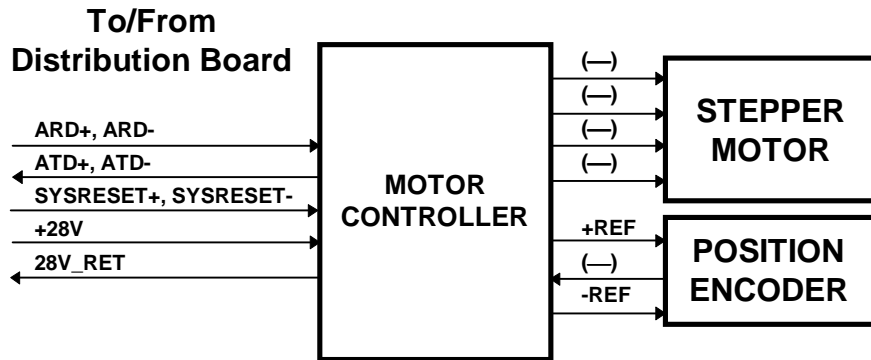 To/From
Distribution Board
ARD+, ARD-
ATD+, ATD-
SYSRESET+, SYSRESET-
+28V
28V_RET
MOTOR
CONTROLLER
(—)
(—)
(—)
(—)
+REF
(—)
-REF
STEPPER
MOTOR
POSITION
ENCODER